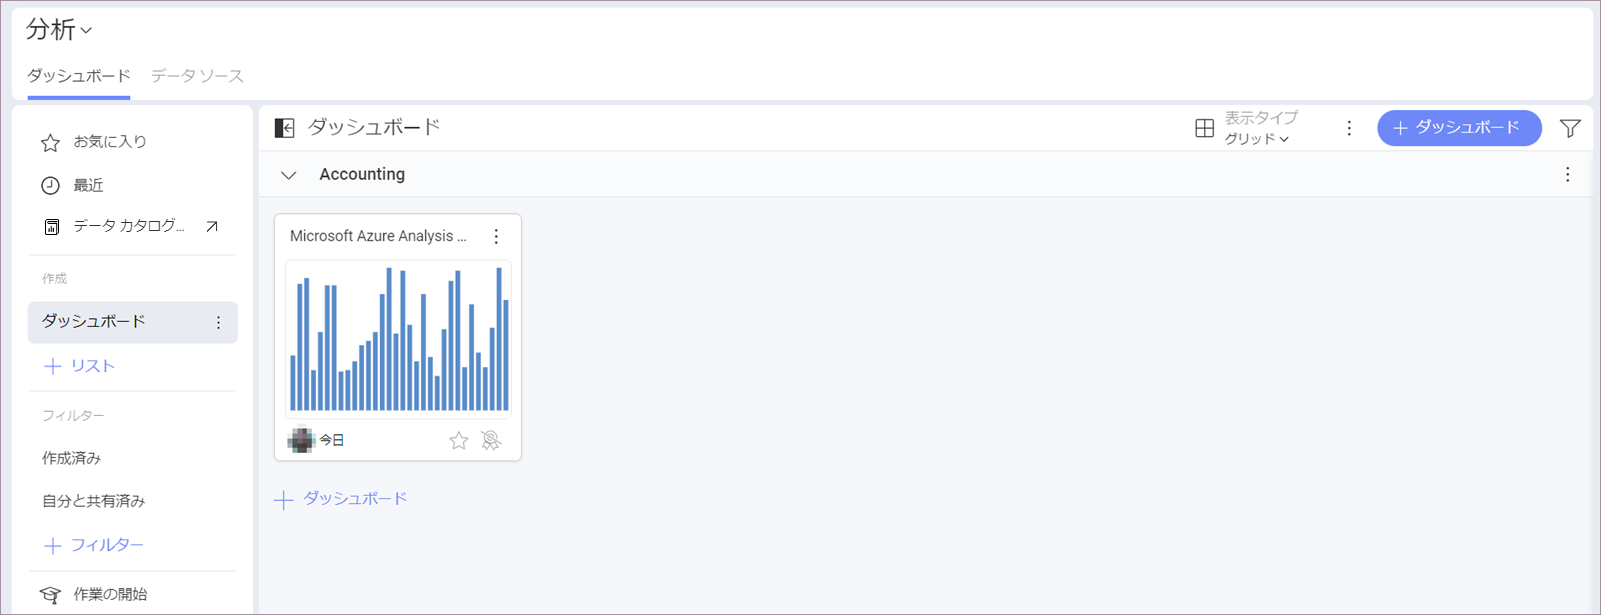 分析
ダッシュボード データ ソース
お気に入り
最近
データ カタログ...
作成
ダッシュボード
リスト
フィルター
作成済み
自分と共有済み
フィルター
作業の開始
ダッシュボード
表示タイプ
グリッド
ダッシュボード
Accounting
Microsoft Azure Analysis ...
今日
ダッシュボード